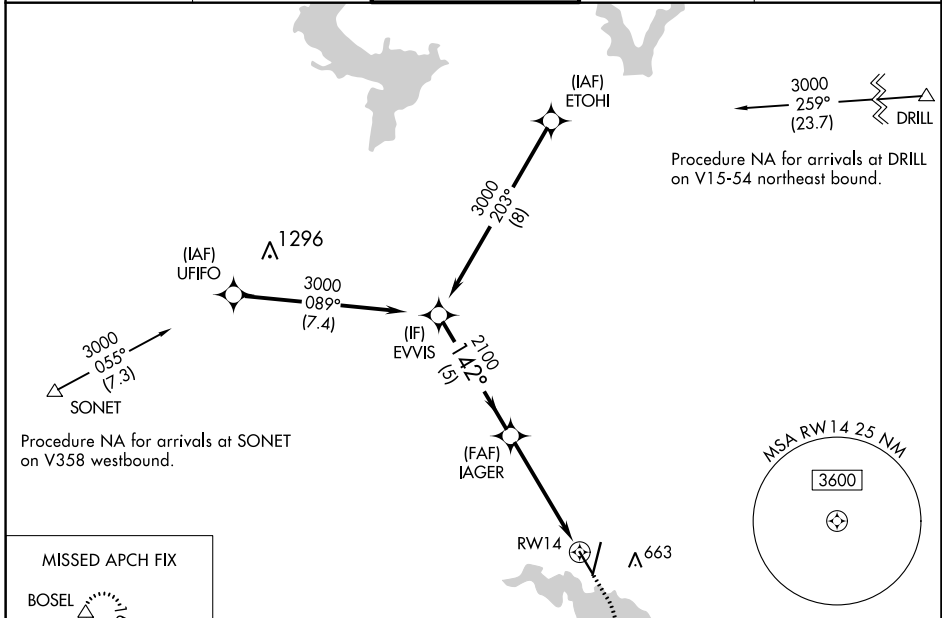 (IAF)
ETOHI
3000
259°
(23.7)
DRILL
Procedure NA for arrivals at DRILL
on V15-54 northeast bound.
3000
203°
(8)
1296
(IAF)
UFIFO
3000
089°
(7.4)
(IF)
EVVIS
2100
142°
(5)
3000
055°
(7.3)
SONET
Procedure NA for arrivals at SONET
on V358 westbound.
(FAF)
IAGER
MSA RW14 25 NM
3600
RW14
663
MISSED APCH FIX
BOSEL